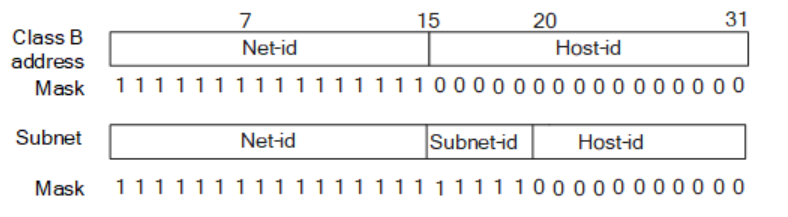 7 15 20 31
Class B address Net-id Host-id
Mask 1 1 1 1 1 1 1 1 1 1 1 1 1 1 1 1 0 0 0 0 0 0 0 0 0 0 0 0 0 0 0 0
Subnet Net-id Subnet-id Host-id
Mask 1 1 1 1 1 1 1 1 1 1 1 1 1 1 1 1 1 1 1 1 1 0 0 0 0 0 0 0 0 0 0 0